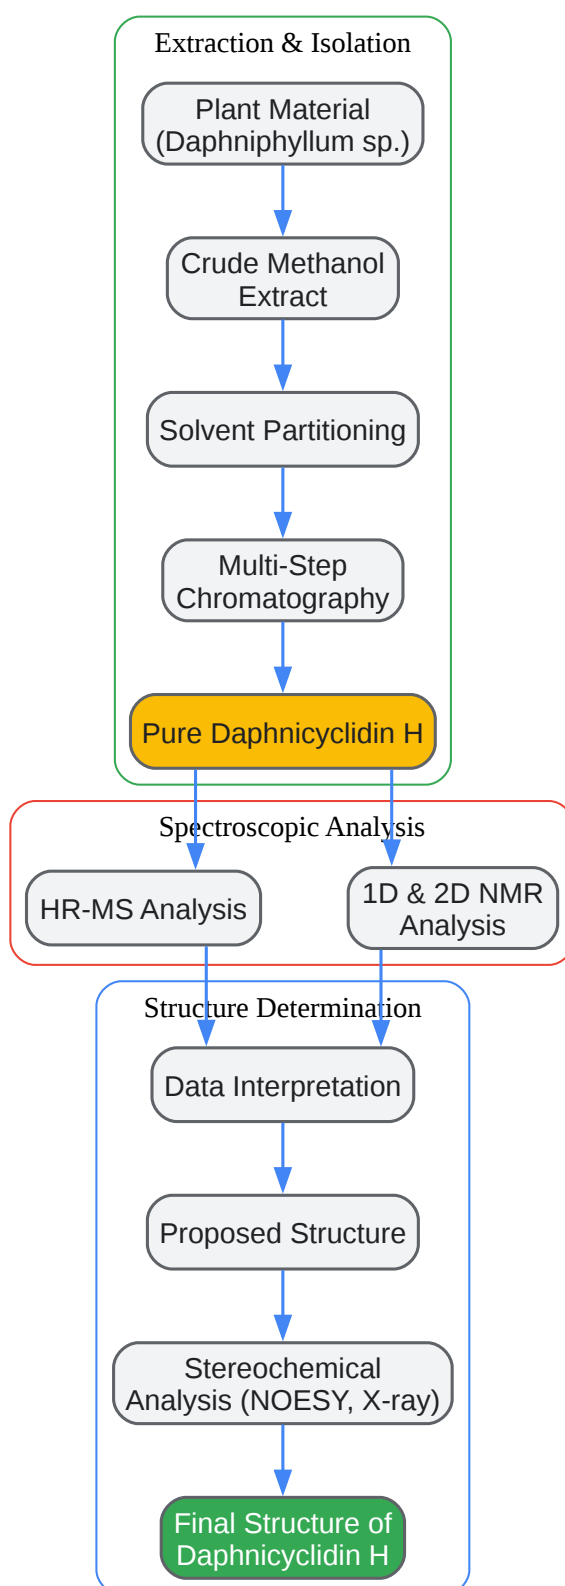 Extraction & Isolation
Plant Material
(Daphniphyllum sp.)
Crude Methanol
Extract
Solvent Partitioning
Multi-Step
Chromatography
Pure Daphnicyclidin H
Spectroscopic Analysis
HR-MS Analysis
1D & 2D NMR
Analysis
Structure Determination
Data Interpretation
Proposed Structure
Stereochemical
Analysis (NOESY, X-ray)
Final Structure of
Daphnicyclidin H